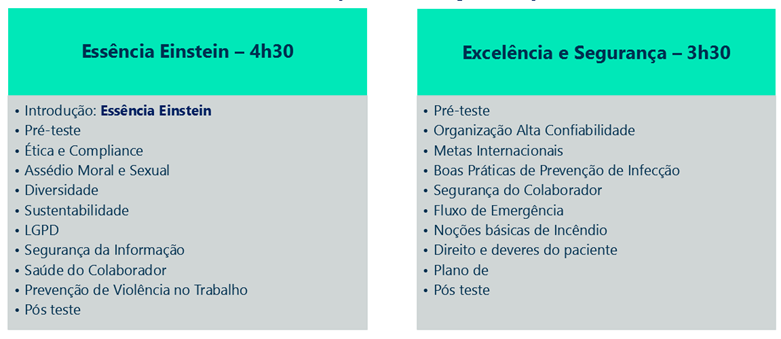 Essência Einstein – 4h30
• Introdução: Essência Einstein
• Pré-teste
• Ética e Compliance
• Assédio Moral e Sexual
• Diversidade
• Sustentabilidade
• LGPD
• Segurança da Informação
• Saúde do Colaborador
• Prevenção de Violência no Trabalho
• Pós teste
Excelência e Segurança – 3h30
• Pré-teste
• Organização Alta Confiabilidade
• Metas Internacionais
• Boas Práticas de Prevenção de Infecção
• Segurança do Colaborador
• Fluxo de Emergência
• Noções básicas de Incêndio
• Direito e deveres do paciente
• Plano de
• Pós teste